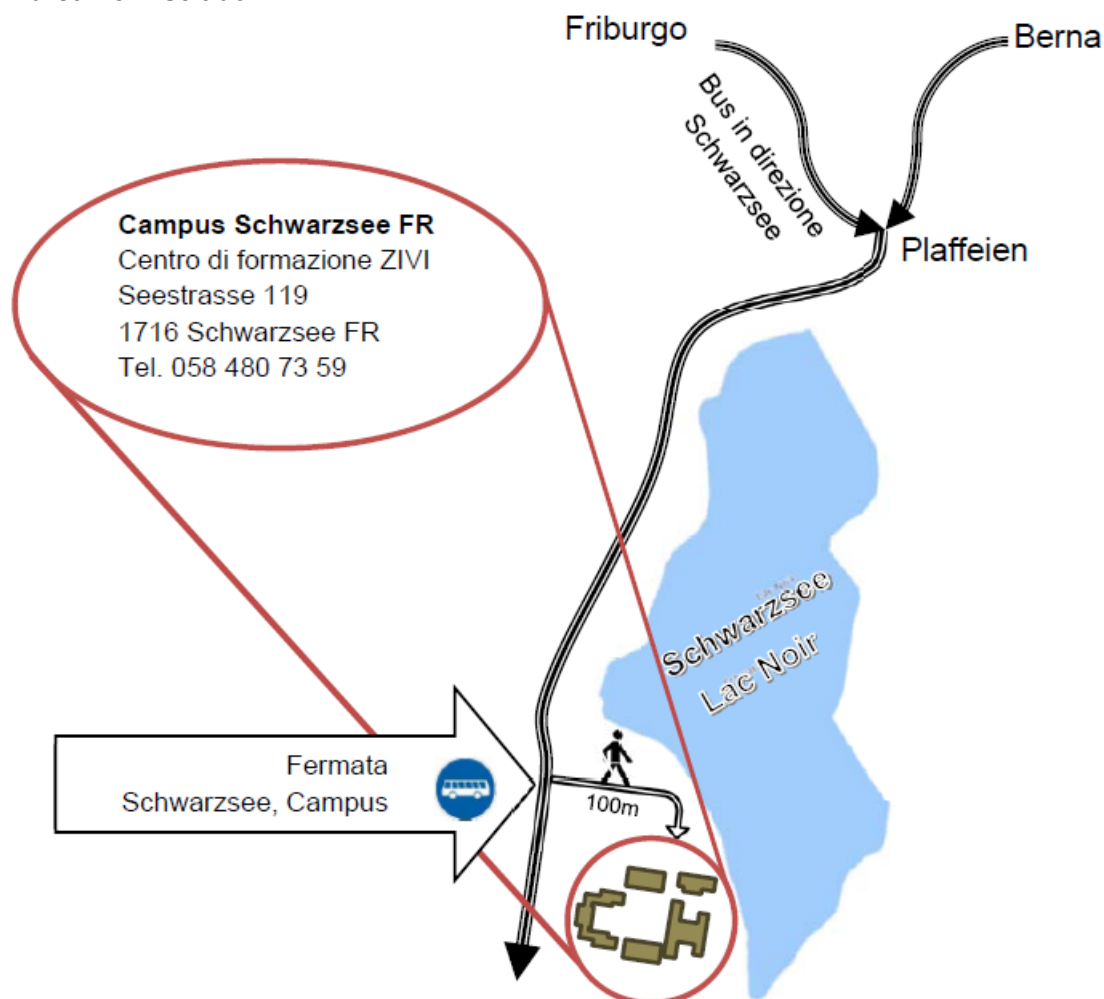 Friburgo
Berna
Bus in direzione
Schwarzsee
Plaffeien
Campus Schwarzsee FR
Centro di formazione ZIVI
Seestrasse 119
1716 Schwarzsee FR
Tel. 058 480 73 59
Schwarzsee
Lac Noir
Fermata
Schwarzsee, Campus
100m